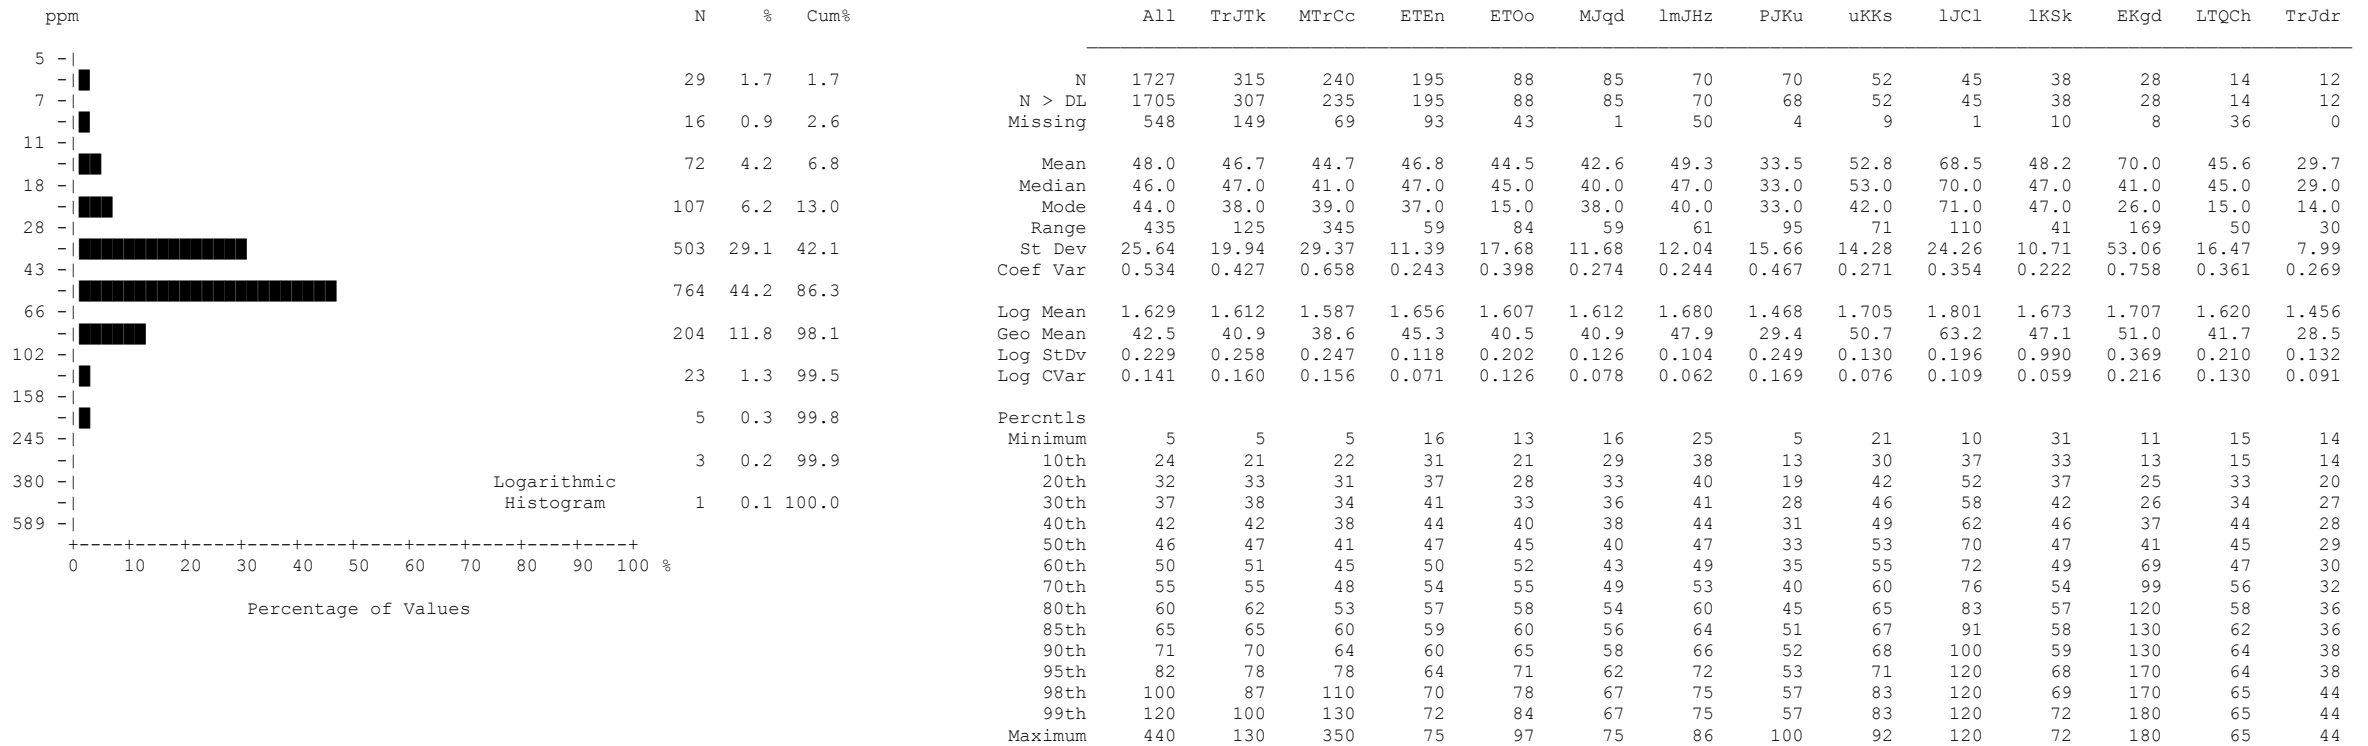 ppm N % Cum% All TrJTk MTrCc ETEn ETOo MJqd lmJHz PJKu uKKs lJCl lKSk EKgd LTQCh TrJdr
5 -|
-| 29 1.7 1.7 N 1727 315 240 195 88 85 70 70 52 45 38 28 14 12
7 -| N > DL 1705 307 235 195 88 85 70 68 52 45 38 28 14 12
-| 16 0.9 2.6 Missing 548 149 69 93 43 1 50 4 9 1 10 8 36 0
11 -|
-| 72 4.2 6.8 Mean 48.0 46.7 44.7 46.8 44.5 42.6 49.3 33.5 52.8 68.5 48.2 70.0 45.6 29.7
18 -| Median 46.0 47.0 41.0 47.0 45.0 40.0 47.0 33.0 53.0 70.0 47.0 41.0 45.0 29.0
-| 107 6.2 13.0 Mode 44.0 38.0 39.0 37.0 15.0 38.0 40.0 33.0 42.0 71.0 47.0 26.0 15.0 14.0
28 -| Range 435 125 345 59 84 59 61 95 71 110 41 169 50 30
-| 503 29.1 42.1 St Dev 25.64 19.94 29.37 11.39 17.68 11.68 12.04 15.66 14.28 24.26 10.71 53.06 16.47 7.99
43 -| Coef Var 0.534 0.427 0.658 0.243 0.398 0.274 0.244 0.467 0.271 0.354 0.222 0.758 0.361 0.269
-| 764 44.2 86.3
66 -| Log Mean 1.629 1.612 1.587 1.656 1.607 1.612 1.680 1.468 1.705 1.801 1.673 1.707 1.620 1.456
-| 204 11.8 98.1 Geo Mean 42.5 40.9 38.6 45.3 40.5 40.9 47.9 29.4 50.7 63.2 47.1 51.0 41.7 28.5
102 -| Log StDv 0.229 0.258 0.247 0.118 0.202 0.126 0.104 0.249 0.130 0.196 0.990 0.369 0.210 0.132
-| 23 1.3 99.5 Log CVar 0.141 0.160 0.156 0.071 0.126 0.078 0.062 0.169 0.076 0.109 0.059 0.216 0.130 0.091
158 -|
-| 5 0.3 99.8 Percntls
245 -| Minimum 5 5 5 16 13 16 25 5 21 10 31 11 15 14
-| 3 0.2 99.9 10th 24 21 22 31 21 29 38 13 30 37 33 13 15 14
380 -| Logarithmic 20th 32 33 31 37 28 33 40 19 42 52 37 25 33 20
-| Histogram 1 0.1 100.0 30th 37 38 34 41 33 36 41 28 46 58 42 26 34 27
589 -| 40th 42 42 38 44 40 38 44 31 49 62 46 37 44 28
+----+----+----+----+----+----+----+----+----+----+ 50th 46 47 41 47 45 40 47 33 53 70 47 41 45 29
0 10 20 30 40 50 60 70 80 90 100 % 60th 50 51 45 50 52 43 49 35 55 72 49 69 47 30
70th 55 55 48 54 55 49 53 40 60 76 54 99 56 32
Percentage of Values 80th 60 62 53 57 58 54 60 45 65 83 57 120 58 36
85th 65 65 60 59 60 56 64 51 67 91 58 130 62 36
90th 71 70 64 60 65 58 66 52 68 100 59 130 64 38
95th 82 78 78 64 71 62 72 53 71 120 68 170 64 38
98th 100 87 110 70 78 67 75 57 83 120 69 170 65 44
99th 120 100 130 72 84 67 75 57 83 120 72 180 65 44
Maximum 440 130 350 75 97 75 86 100 92 120 72 180 65 44